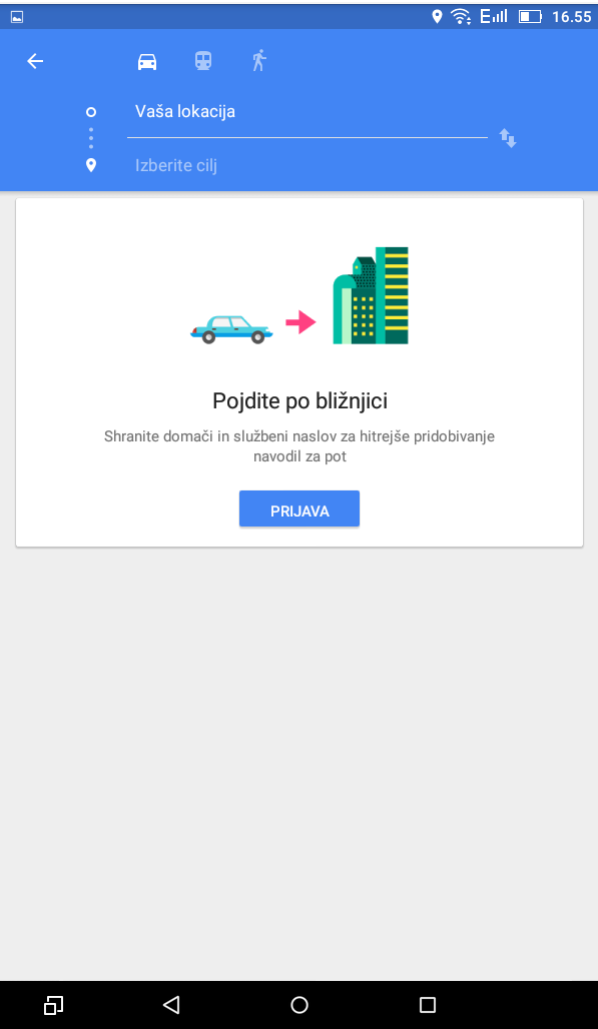 E 16.55
Vaša lokacija
Izberite cilj
Pojdite po bližnjici
Shranite domači in službeni naslov za hitrejše pridobivanje
navodil za pot
PRIJAVA